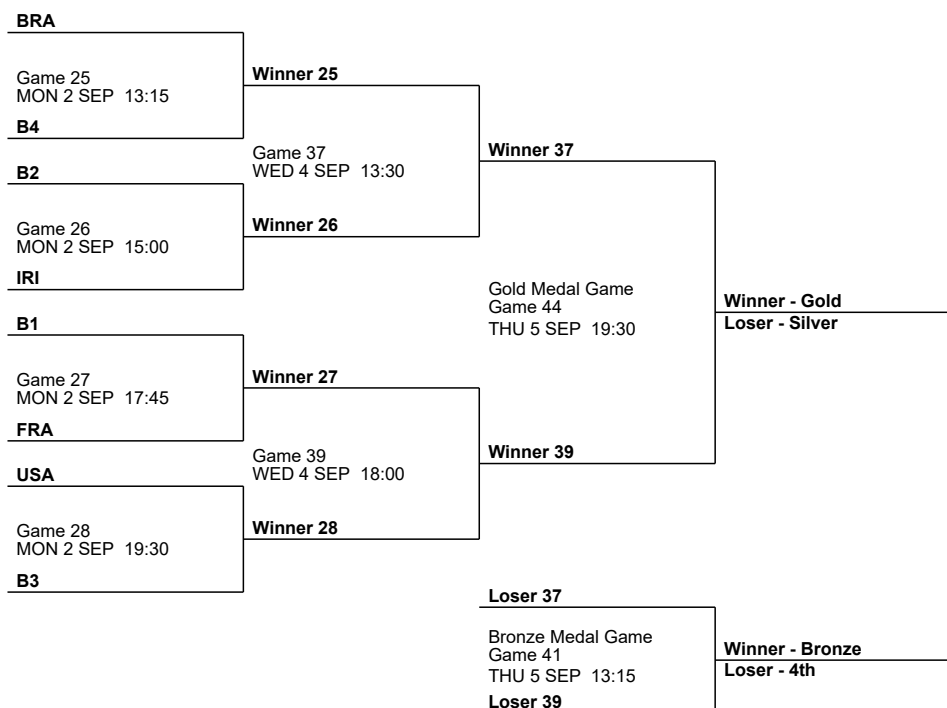 BRA
Game 25
MON 2 SEP 13:15
B4
B2
Game 26
MON 2 SEP 15:00
IRI
B1
Game 27
MON 2 SEP 17:45
FRA
USA
Game 28
MON 2 SEP 19:30
B3
Winner 25
Game 37
WED 4 SEP 13:30
Winner 26
Winner 27
Game 39
WED 4 SEP 18:00
Winner 28
Winner 37
Gold Medal Game
Game 44
THU 5 SEP 19:30
Winner 39
Winner - Gold
Loser - Silver
Loser 37
Bronze Medal Game
Game 41
THU 5 SEP 13:15
Loser 39
Winner - Bronze
Loser - 4th